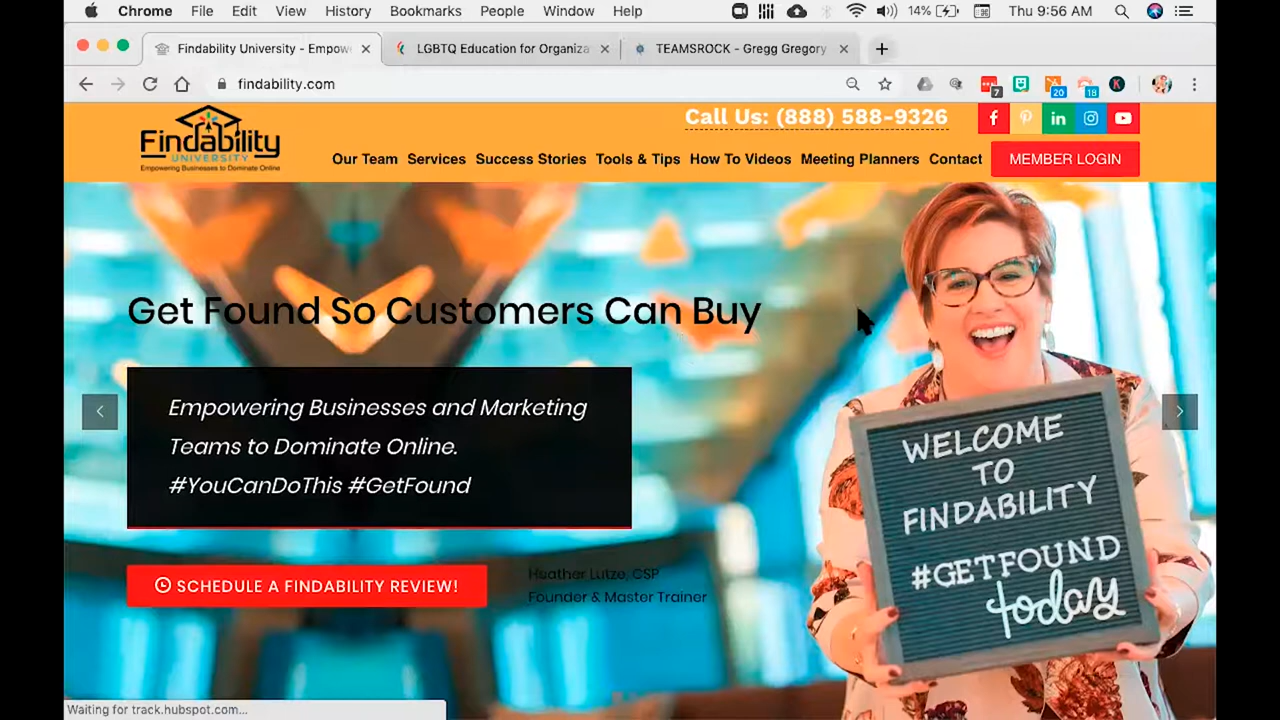 Chrome File Edit View History Bookmarks People Window Help 14% Thu 9:56 AM
Findability University - Empow LGBTQ Education for Organiza TEAMSROCK - Gregg Gregory
findability.com
7 20 18 K
Call Us: (888) 588-9326
Findability
UNIVERSITY
Empowering Businesses to Dominate Online
Our Team Services Success Stories Tools & Tips How To Videos Meeting Planners Contact MEMBER LOGIN
Get Found So Customers Can Buy
Empowering Businesses and Marketing
Teams to Dominate Online.
#YouCanDoThis #GetFound
SCHEDULE A FINDABILITY REVIEW!
Heather Lutze, CSP
Founder & Master Trainer
WELCOME
TO
FINDABILITY
#GETFOUND
today
Waiting for track.hubspot.com...